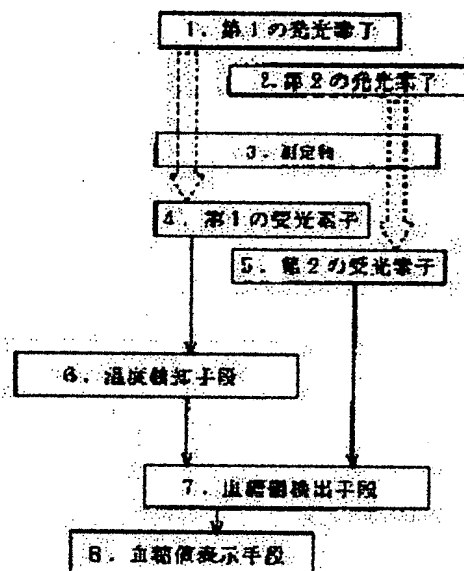 1. 第1の発光素子
2. 第2の発光素子
3. 測定物
4. 第1の受光素子
5. 第2の受光素子
6. 温度検知手段
7. 血糖値検出手段
8. 血糖値表示手段